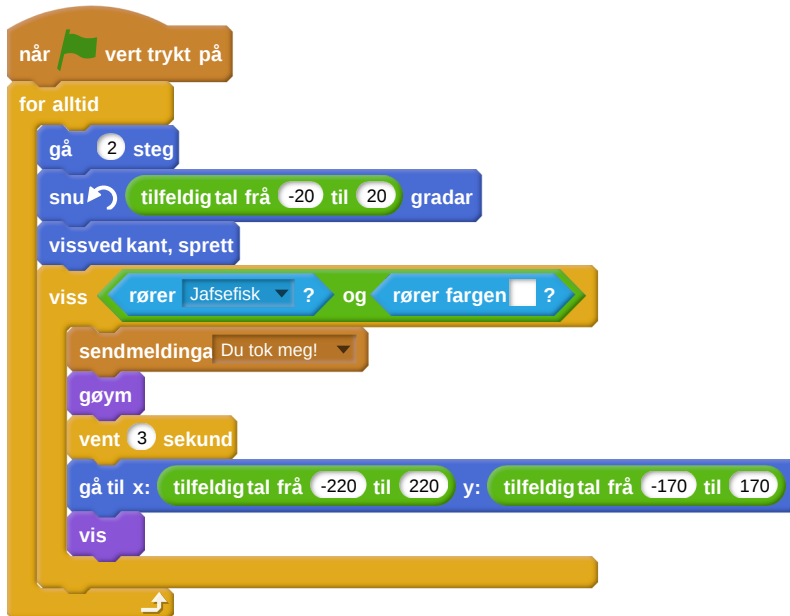 når vert trykt på
for alltid
gå 2 steg
snu tilfeldig tal frå -20 til 20 gradar
vissved kant, sprett
viss rører Jafsefisk ? og rører fargen ?
sendmeldinga Du tok meg!
gøym
vent 3 sekund
gå til x: tilfeldig tal frå -220 til 220 y: tilfeldig tal frå -170 til 170
vis